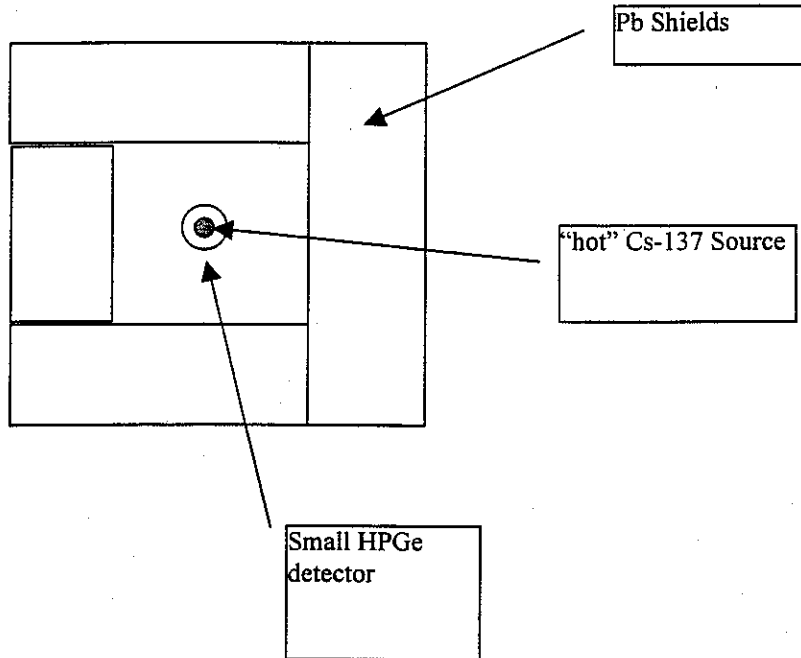 Pb Shields
“hot” Cs-137 Source
Small HPGe
detector